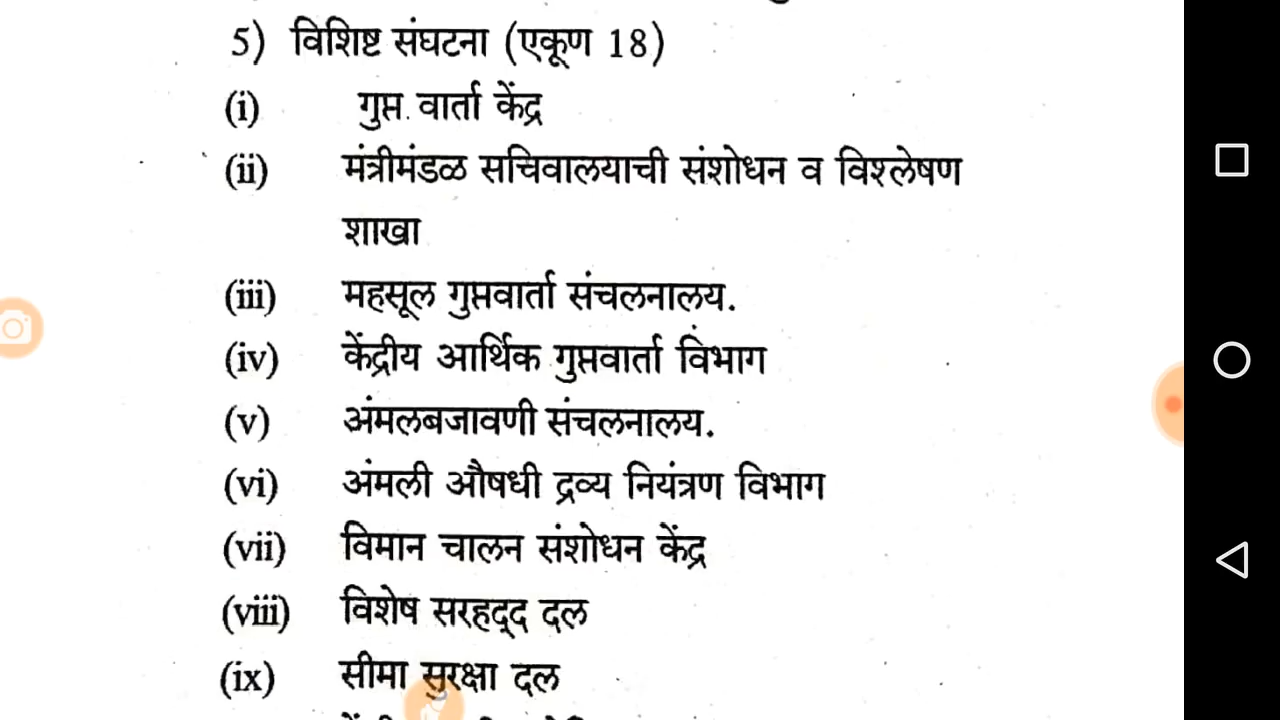 5) विशिष्ट संघटना (एकूण 18)
(i) गुप्त वार्ता केंद्र
(ii) मंत्रीमंडळ सचिवालयाची संशोधन व विश्लेषण
शाखा
(iii) महसूल गुप्तवार्ता संचलनालय.
(iv) केंद्रीय आर्थिक गुप्तवार्ता विभाग
(v) अंमलबजावणी संचलनालय.
(vi) अंमली औषधी द्रव्य नियंत्रण विभाग
(vii) विमान चालन संशोधन केंद्र
(viii) विशेष सरहद्द दल
(ix) सीमा सुरक्षा दल